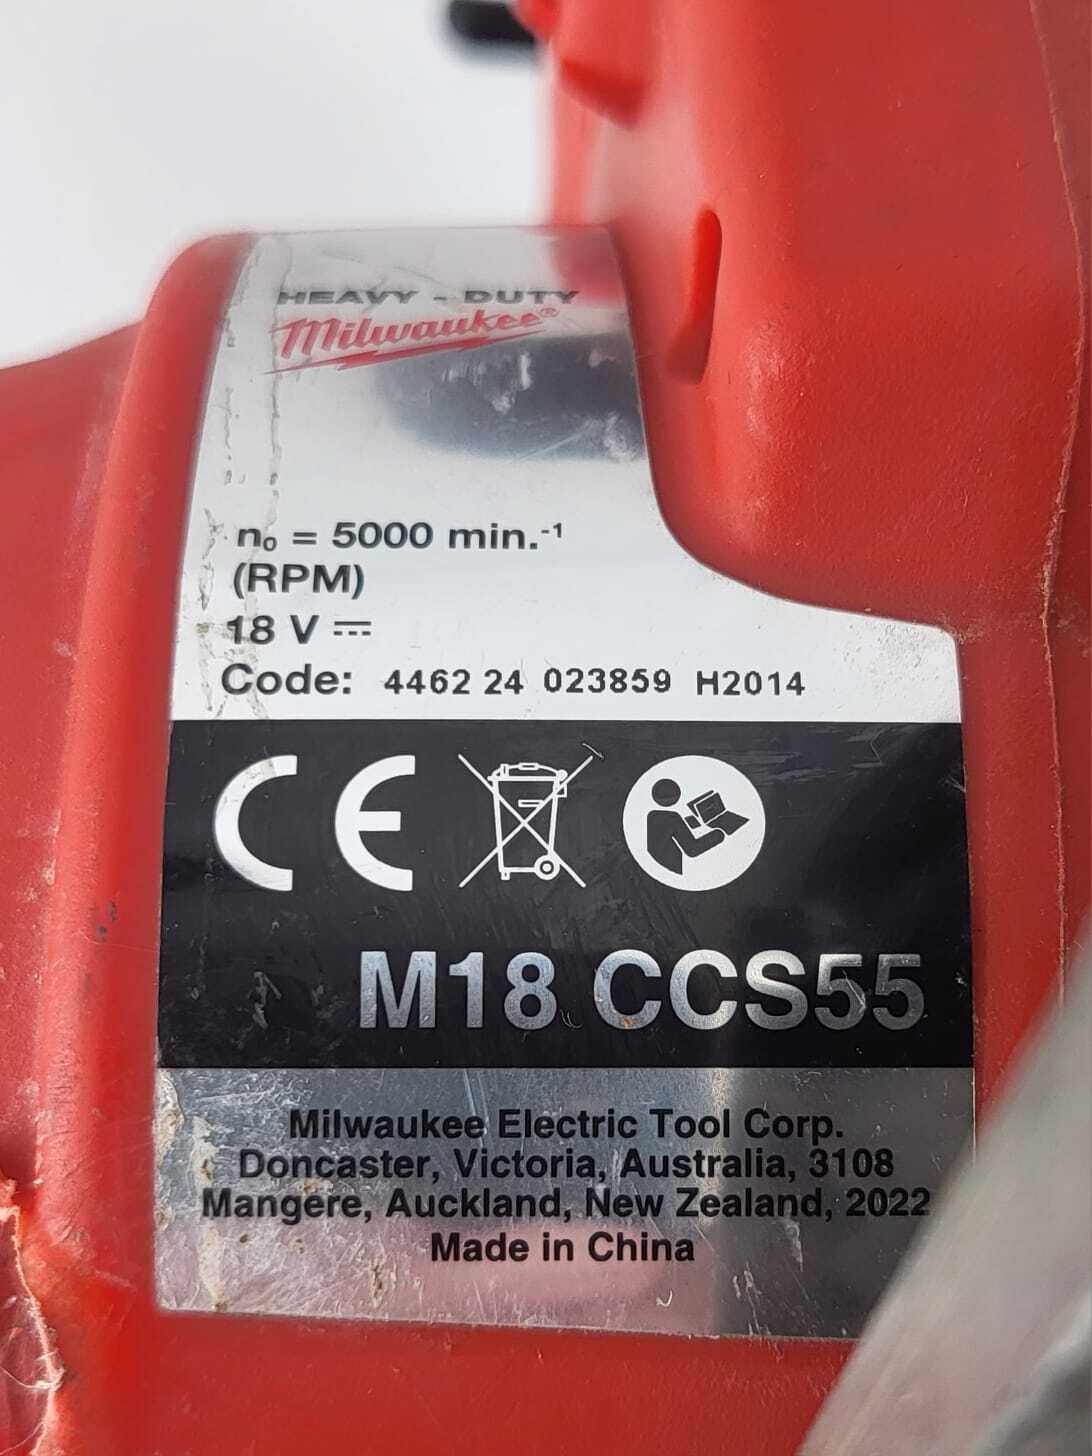 HEAVY - DUTY
Milwaukee®
n₀ = 5000 min.⁻¹
(RPM)
18 V ⎓
Code: 4462 24 023859 H2014
CE
M18 CCS55
Milwaukee Electric Tool Corp.
Doncaster, Victoria, Australia, 3108
Mangere, Auckland, New Zealand, 2022
Made in China